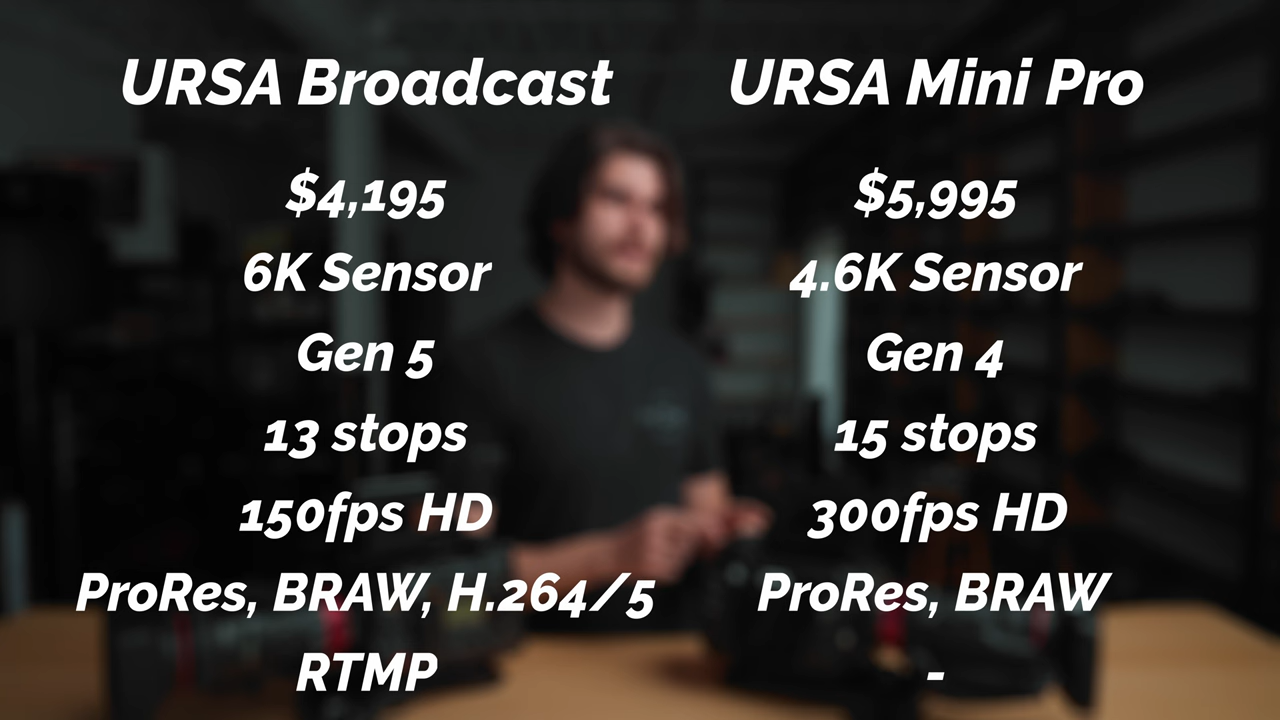 URSA Broadcast URSA Mini Pro
$4,195 $5,995
6K Sensor 4.6K Sensor
Gen 5 Gen 4
13 stops 15 stops
150fps HD 300fps HD
ProRes, BRAW, H.264/5 ProRes, BRAW
RTMP -